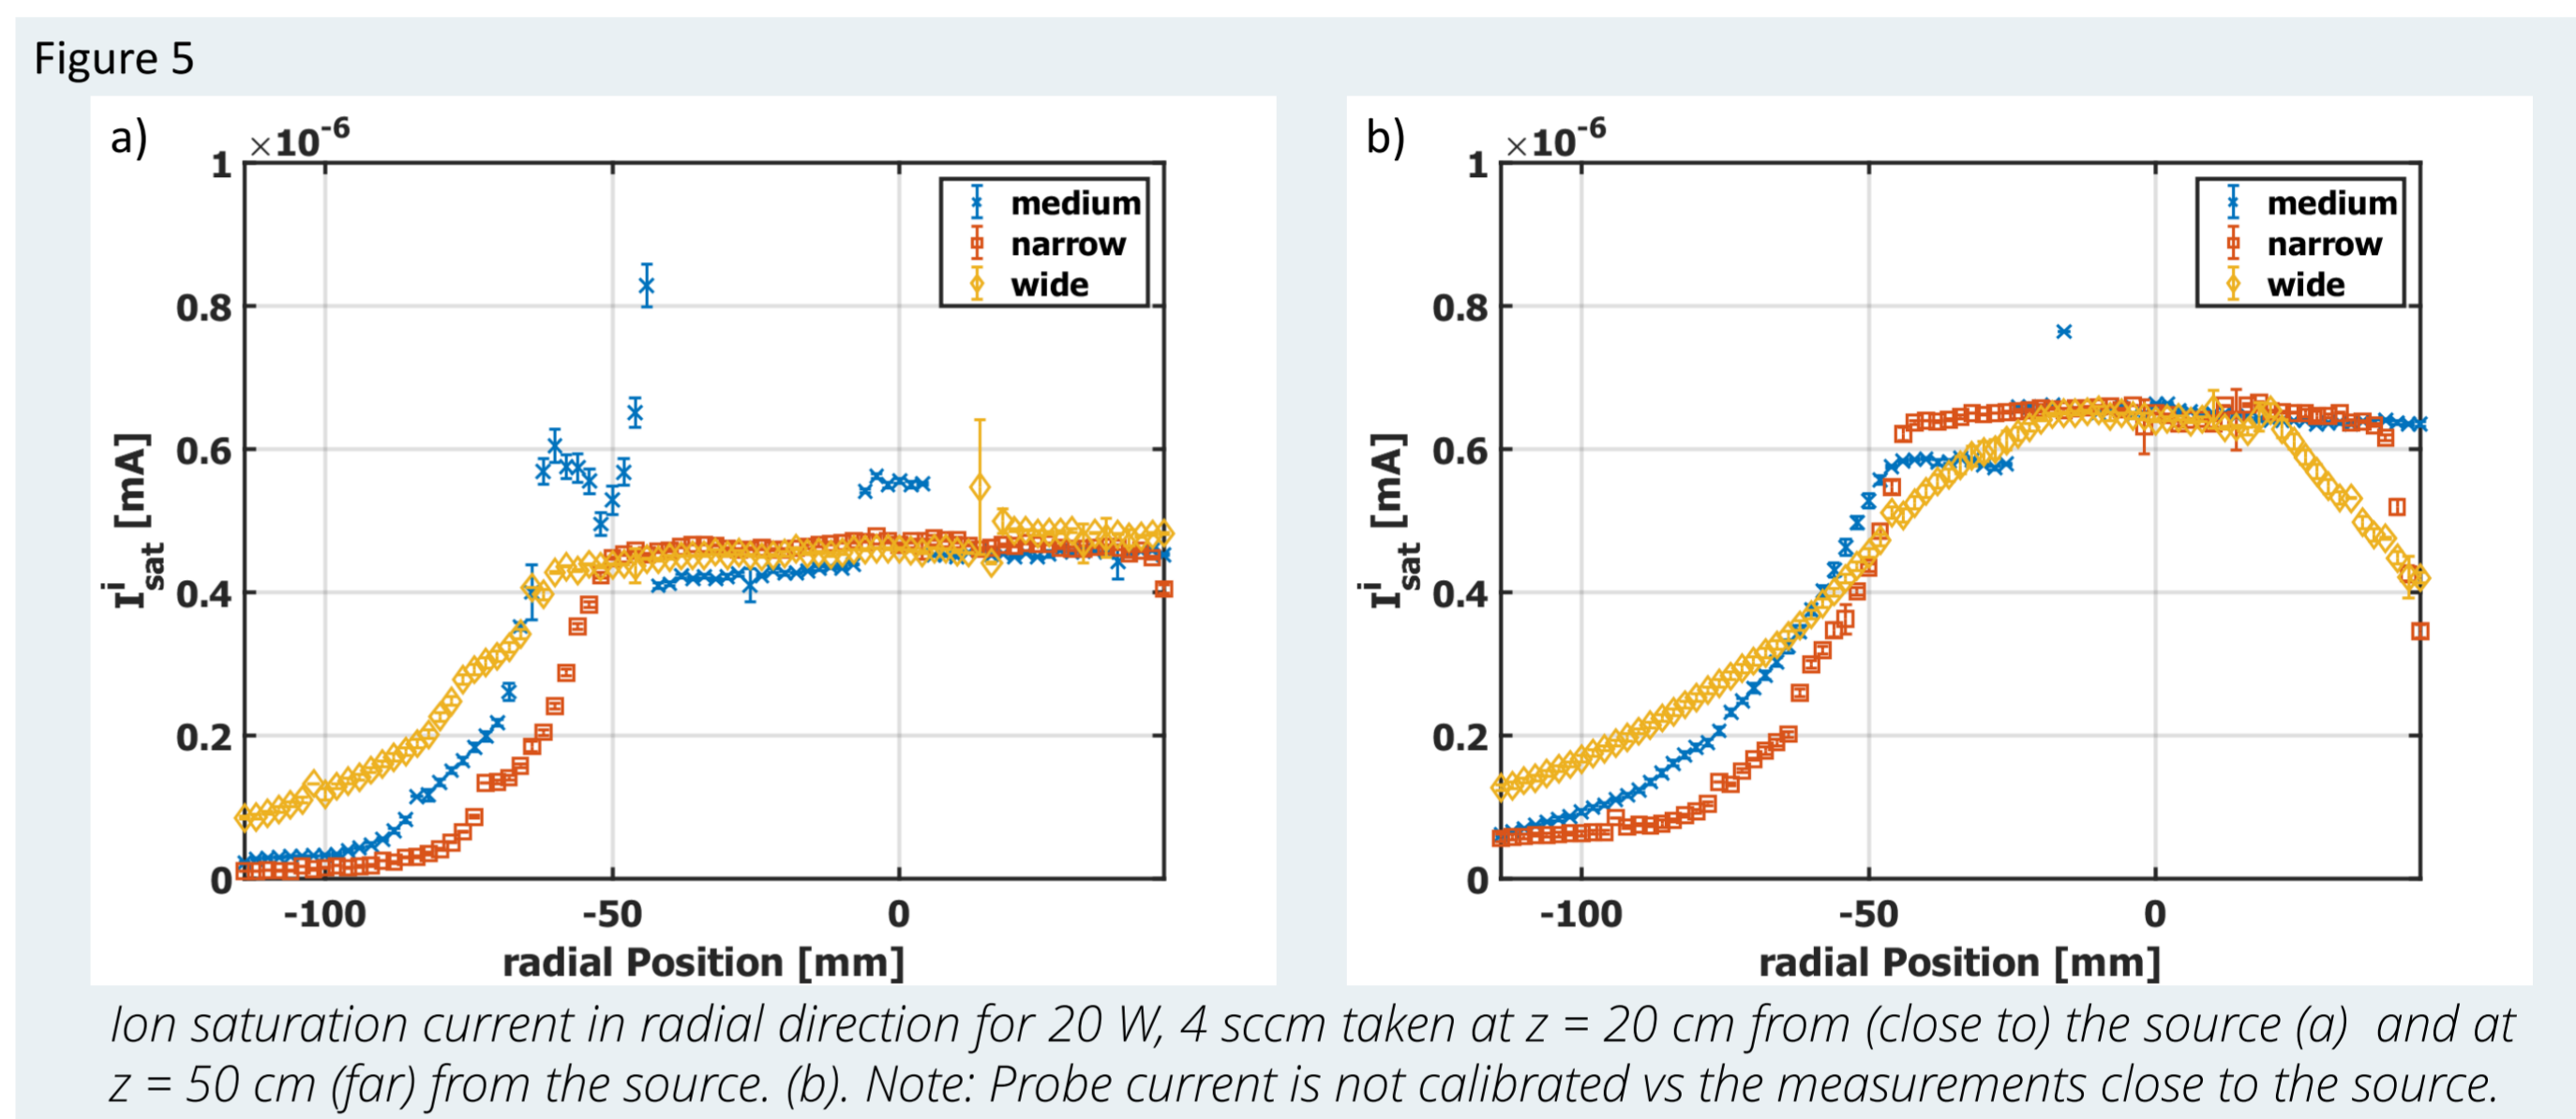 Figure 5
a)
×10-6
1
0.8
0.6
0.4
0.2
0
-100
-50
0
radial Position [mm]
Iisat [mA]
medium
narrow
wide
b)
×10-6
1
0.8
0.6
0.4
0.2
0
-100
-50
0
radial Position [mm]
Iisat [mA]
medium
narrow
wide
Ion saturation current in radial direction for 20 W, 4 sccm taken at z = 20 cm from (close to) the source (a) and at
z = 50 cm (far) from the source. (b). Note: Probe current is not calibrated vs the measurements close to the source.